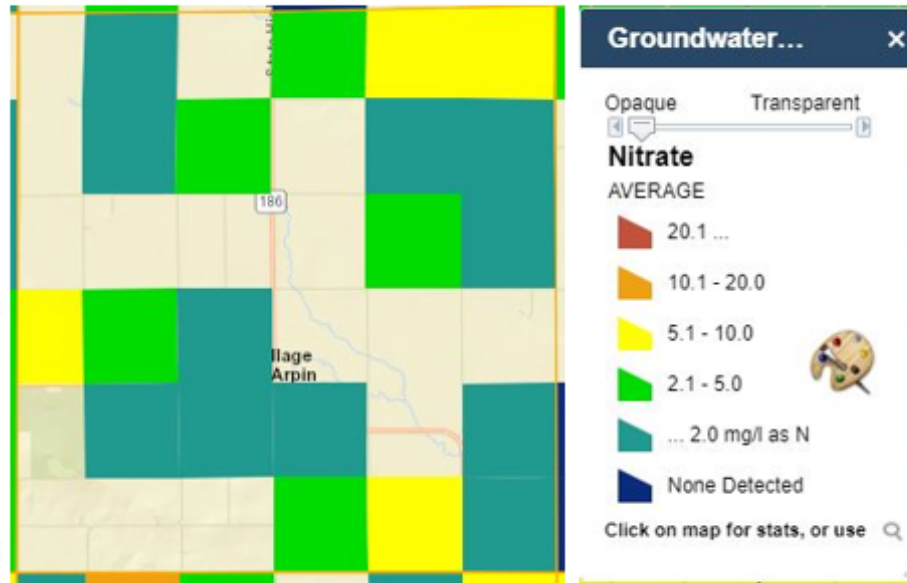 186
llage
Arpin
Groundwater...
×
Opaque Transparent
Nitrate
AVERAGE
20.1 ...
10.1 - 20.0
5.1 - 10.0
2.1 - 5.0
... 2.0 mg/l as N
None Detected
Click on map for stats, or use